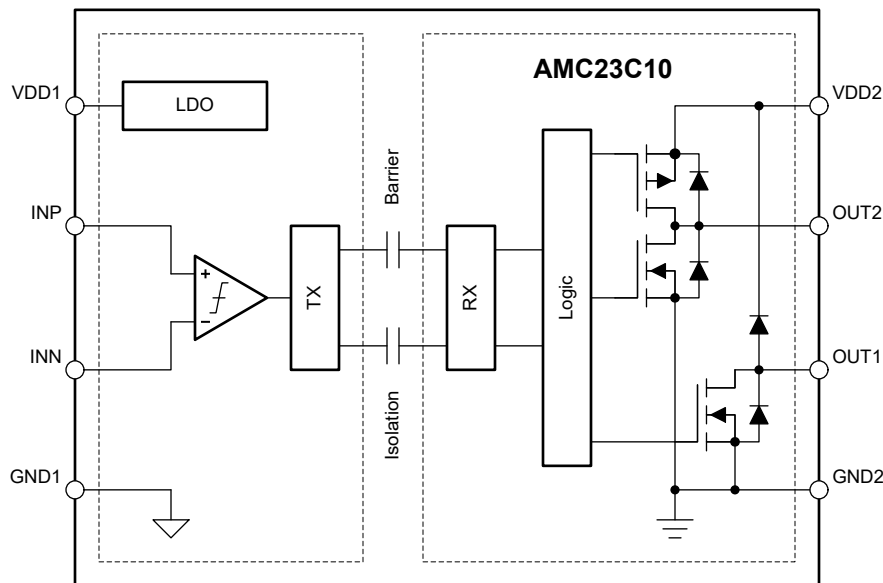 AMC23C10
VDD1
LDO
VDD2
Barrier
INP
OUT2
+
−
TX
RX
Logic
INN
OUT1
Isolation
GND1
GND2